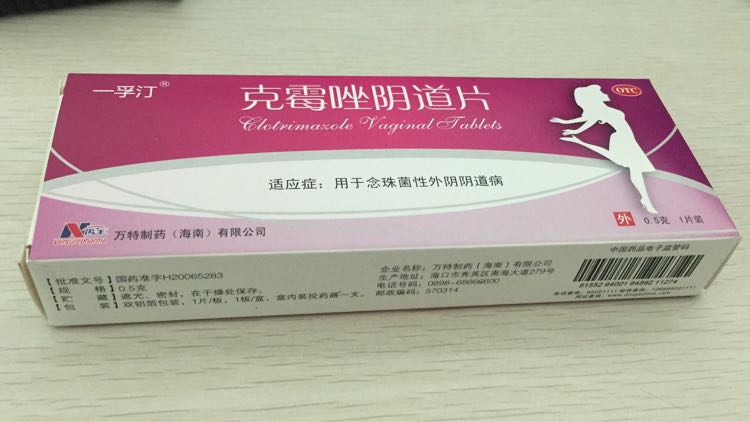 一孚汀®
克霉唑阴道片
Clotrimazole Vaginal Tablets
OTC
适应症：用于念珠菌性外阴阴道病
万特制药（海南）有限公司
外 0.5克 1片装
中国药品电子监管码
81552 94001 64892 11274
[批准文号] 国药准字H20065283
[规 格] 0.5克
[贮 藏] 遮光、密封，在干燥处保存。
[包 装] 双铝箔包装，1片/板，1板/盒，盒内装投药器一支。
企业名称：万特制药（海南）有限公司
生产地址：海口市秀英区南海大道279号
电话号码：0898-68660600
邮政编码：570314